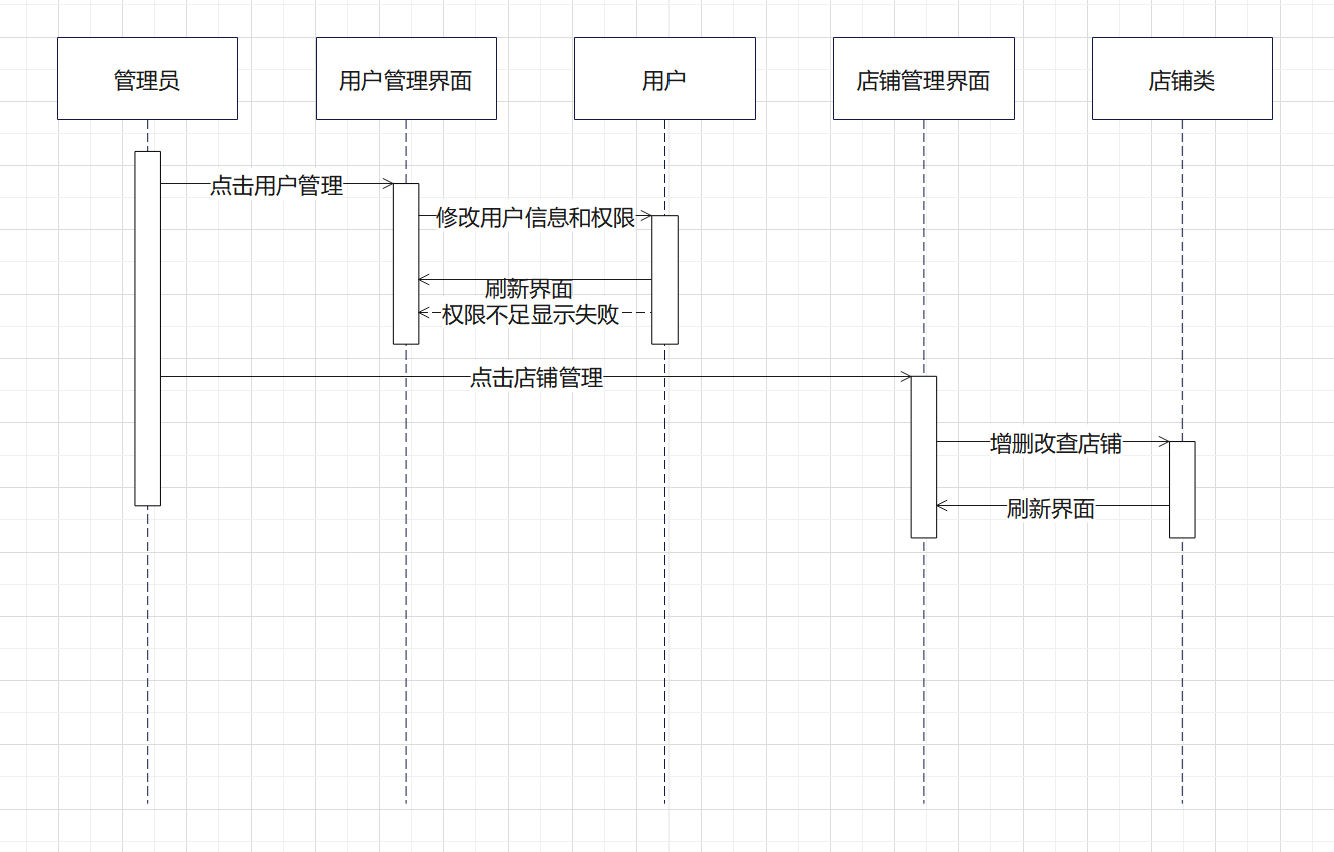 管理员
用户管理界面
用户
店铺管理界面
店铺类
点击用户管理
修改用户信息和权限
刷新界面
权限不足显示失败
点击店铺管理
增删改查店铺
刷新界面